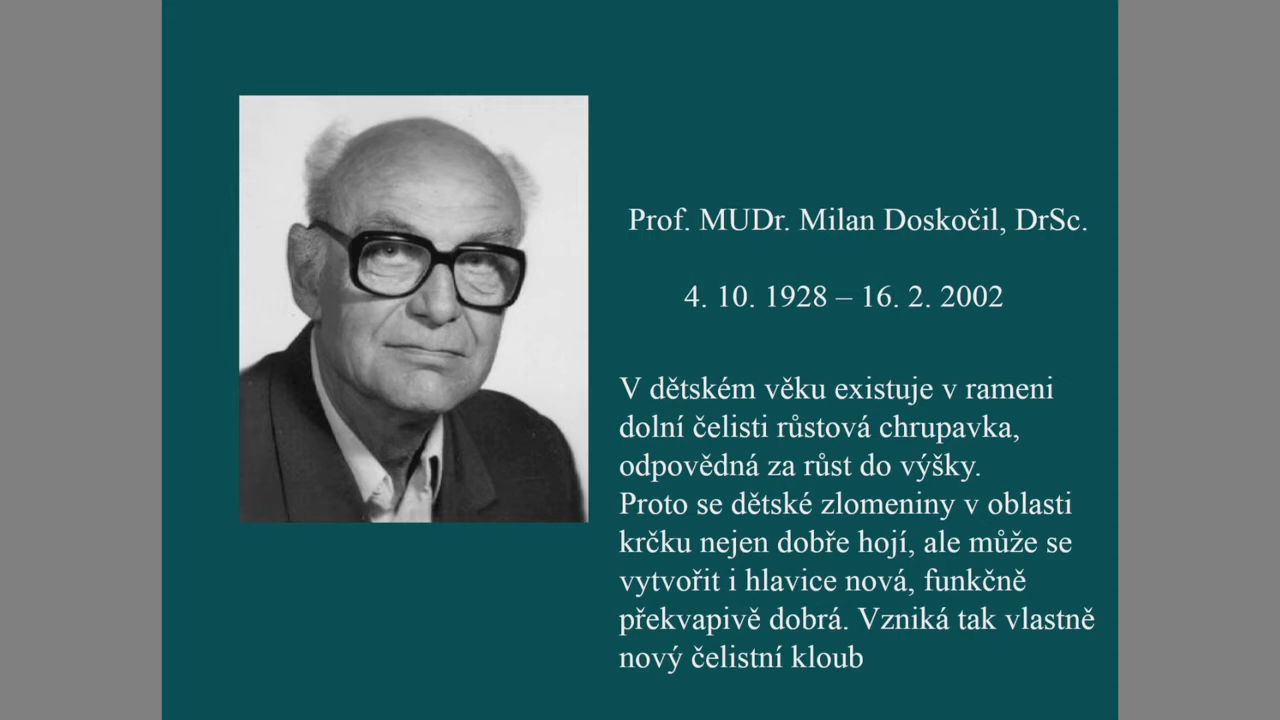 Prof. MUDr. Milan Doskočil, DrSc.
4. 10. 1928 – 16. 2. 2002
V dětském věku existuje v rameni
dolní čelisti růstová chrupavka,
odpovědná za růst do výšky.
Proto se dětské zlomeniny v oblasti
krčku nejen dobře hojí, ale může se
vytvořit i hlavice nová, funkčně
překvapivě dobrá. Vzniká tak vlastně
nový čelistní kloub